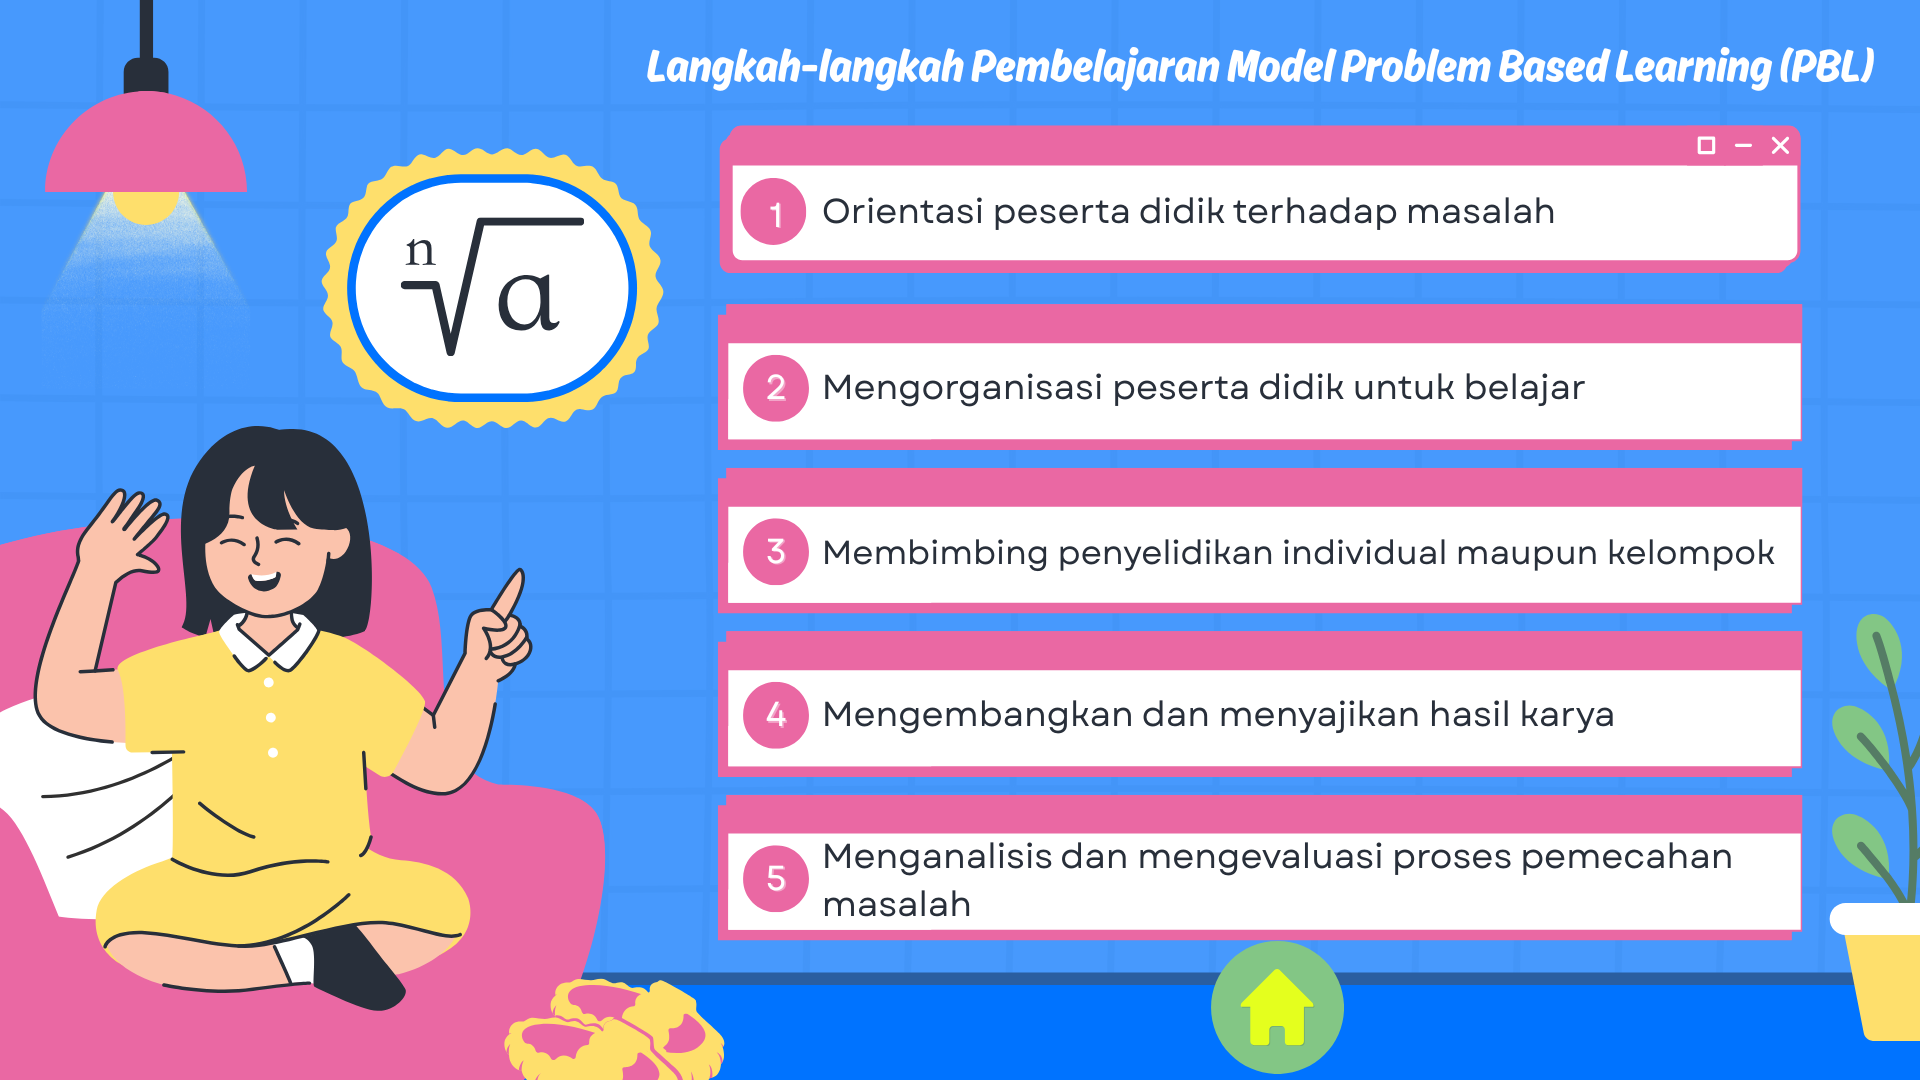 Langkah-langkah Pembelajaran Model Problem Based Learning (PBL)
n
√a
1 Orientasi peserta didik terhadap masalah
2 Mengorganisasi peserta didik untuk belajar
3 Membimbing penyelidikan individual maupun kelompok
4 Mengembangkan dan menyajikan hasil karya
5 Menganalisis dan mengevaluasi proses pemecahan
masalah